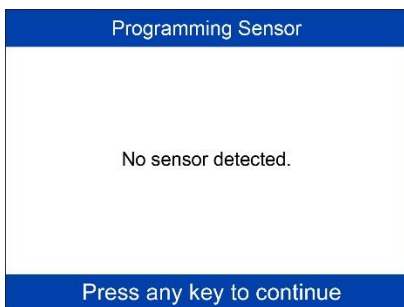 Programming Sensor
No sensor detected.
Press any key to continue